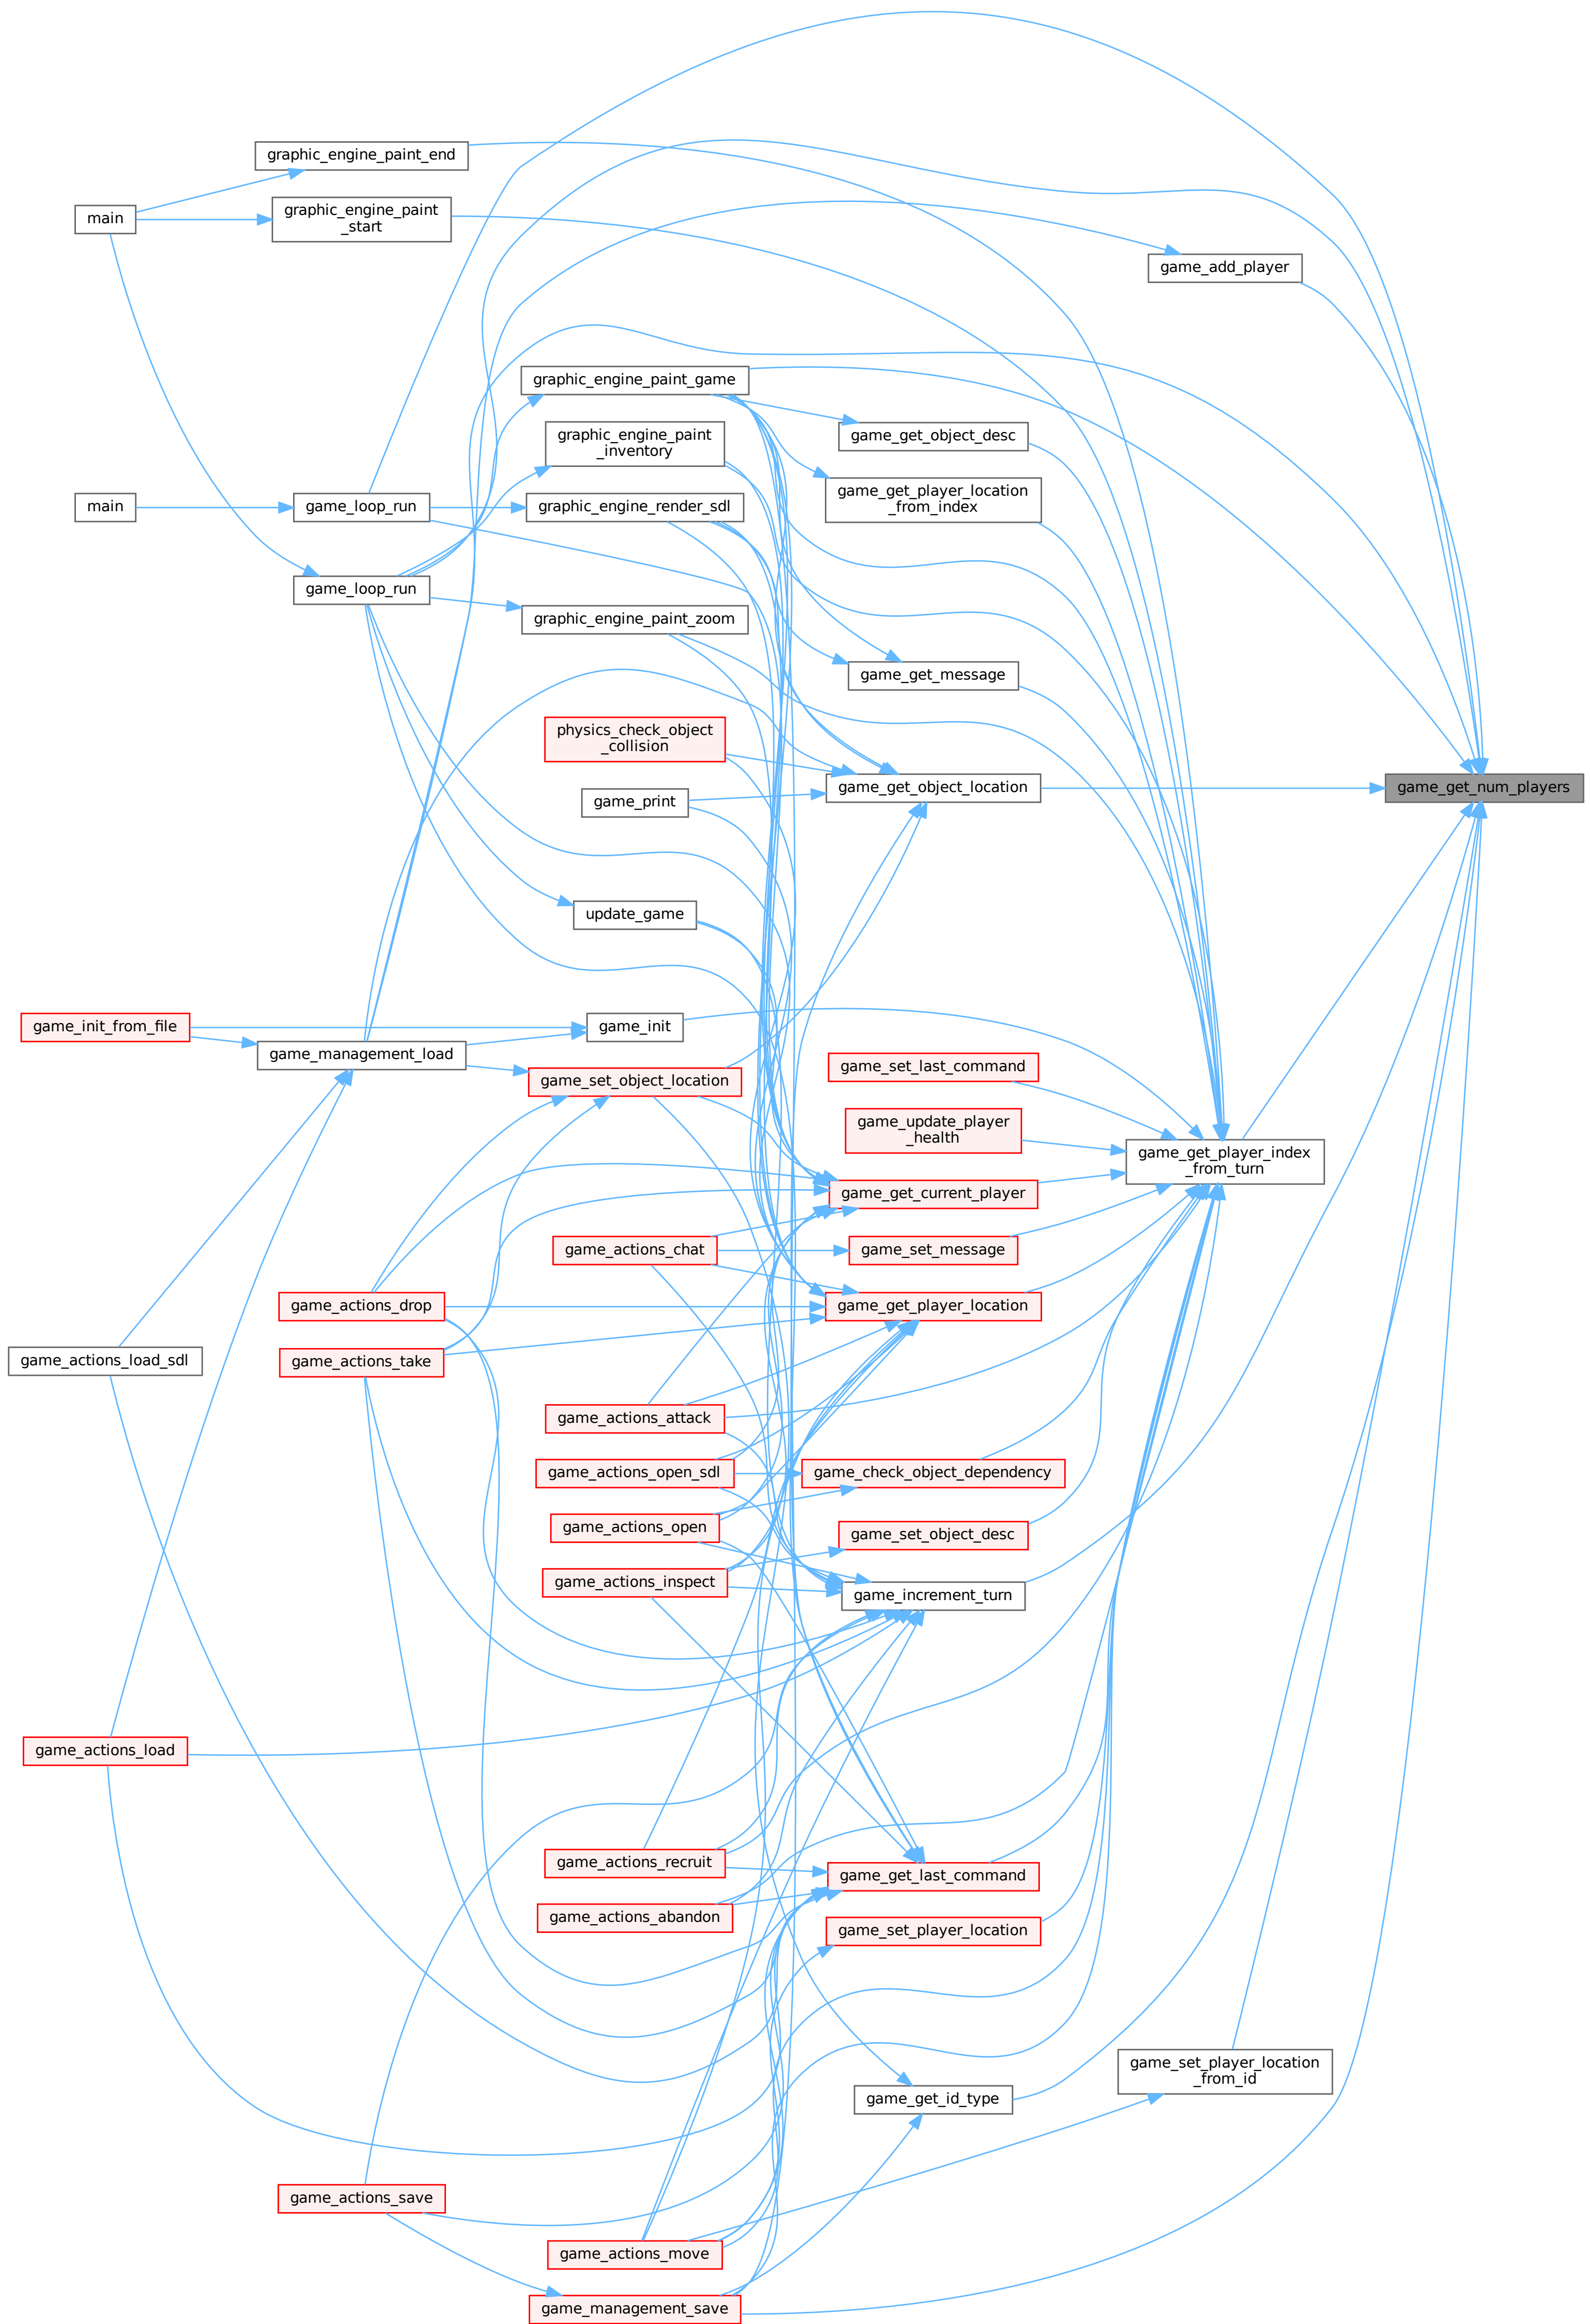 graphic_engine_paint_end
main
graphic_engine_paint
_start
game_add_player
graphic_engine_paint_game
graphic_engine_paint
_inventory
game_get_object_desc
game_get_player_location
_from_index
main
game_loop_run
graphic_engine_render_sdl
game_loop_run
graphic_engine_paint_zoom
game_get_message
physics_check_object
_collision
game_print
game_get_object_location
game_get_num_players
update_game
game_init_from_file
game_management_load
game_init
game_set_object_location
game_set_last_command
game_update_player
_health
game_get_player_index
_from_turn
game_get_current_player
game_actions_chat
game_set_message
game_actions_drop
game_get_player_location
game_actions_load_sdl
game_actions_take
game_actions_attack
game_actions_open_sdl
game_check_object_dependency
game_actions_open
game_set_object_desc
game_actions_inspect
game_increment_turn
game_actions_load
game_actions_recruit
game_get_last_command
game_actions_abandon
game_set_player_location
game_set_player_location
_from_id
game_get_id_type
game_actions_save
game_actions_move
game_management_save